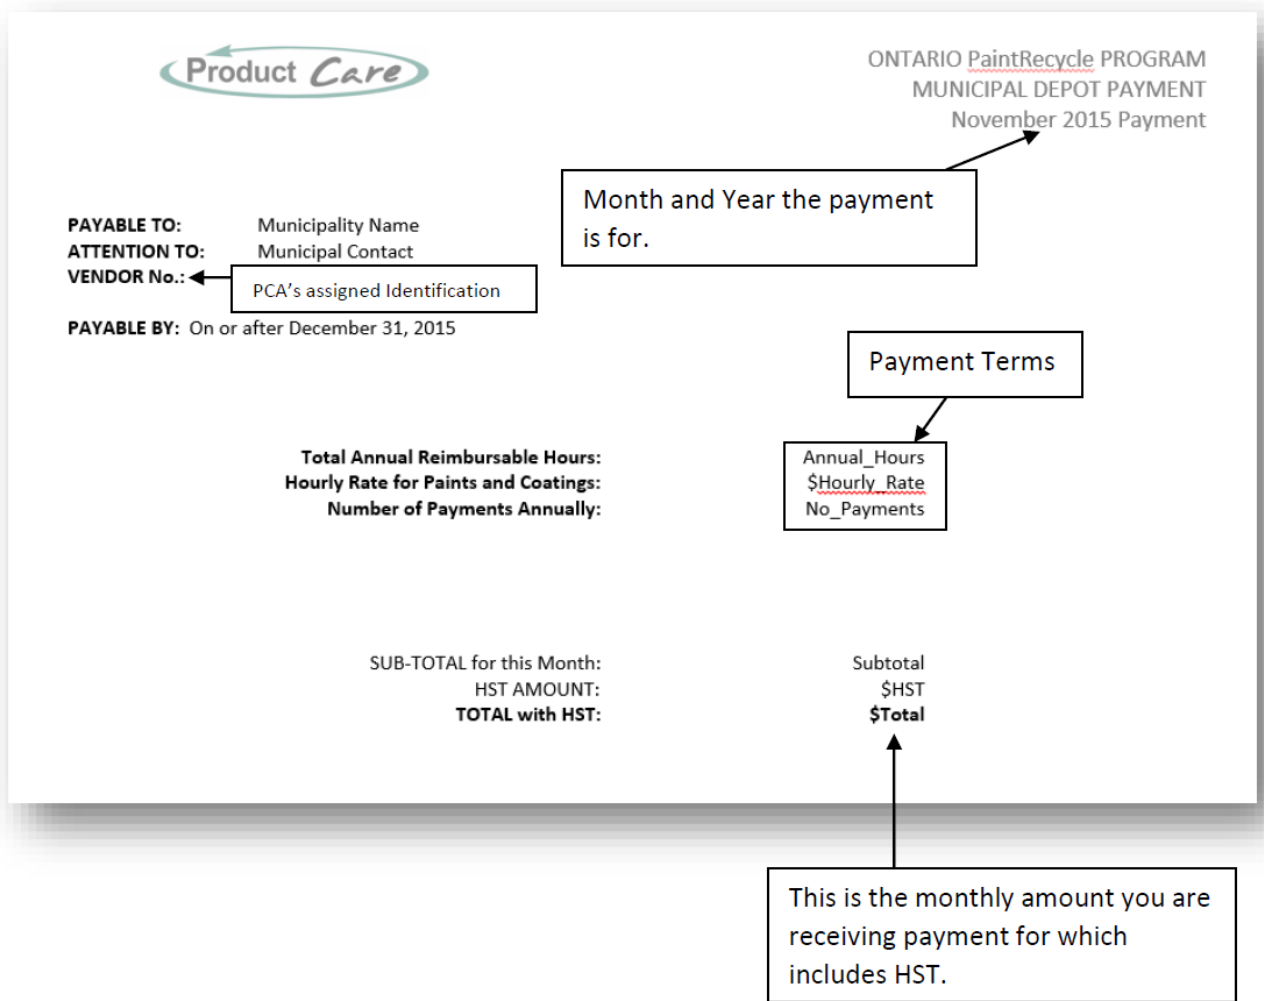 Product Care
ONTARIO PaintRecycle PROGRAM
MUNICIPAL DEPOT PAYMENT
November 2015 Payment
Month and Year the payment
is for.
PAYABLE TO: Municipality Name
ATTENTION TO: Municipal Contact
VENDOR No.:
PCA's assigned Identification
PAYABLE BY: On or after December 31, 2015
Payment Terms
Total Annual Reimbursable Hours: Annual_Hours
Hourly Rate for Paints and Coatings: $Hourly_Rate
Number of Payments Annually: No_Payments
SUB-TOTAL for this Month: Subtotal
HST AMOUNT: $HST
TOTAL with HST: $Total
This is the monthly amount you are
receiving payment for which
includes HST.